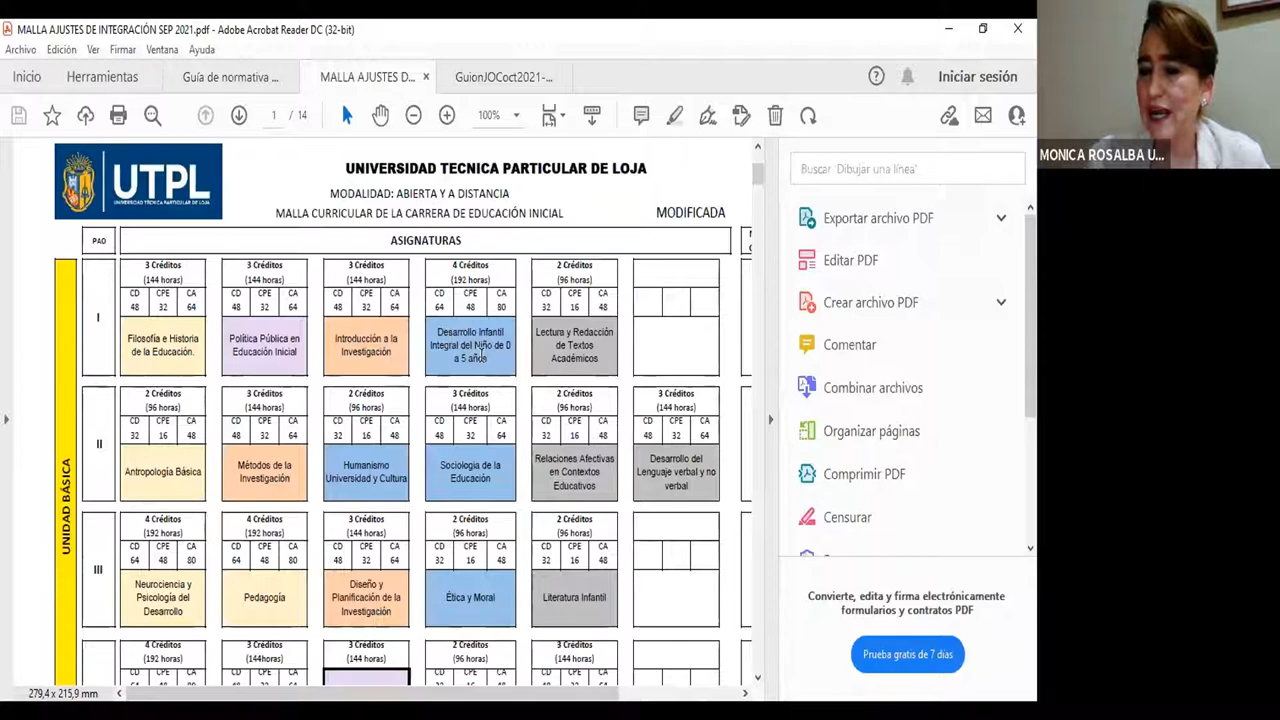 MALLA AJUSTES DE INTEGRACIÓN SEP 2021.pdf - Adobe Acrobat Reader DC (32-bit)
Archivo Edición Ver Firmar Ventana Ayuda
Inicio Herramientas Guía de normativa ... MALLA AJUSTES D... × GuionJOCoct2021-... Iniciar sesión
1 / 14 100%
UTPL
UNIVERSIDAD TÉCNICA PARTICULAR DE LOJA
UNIVERSIDAD TECNICA PARTICULAR DE LOJA
MODALIDAD: ABIERTA Y A DISTANCIA
MALLA CURRICULAR DE LA CARRERA DE EDUCACIÓN INICIAL MODIFICADA
PAO ASIGNATURAS
UNIDAD BÁSICA
I
3 Créditos 3 Créditos 3 Créditos 4 Créditos 2 Créditos
(144 horas) (144 horas) (144 horas) (192 horas) (96 horas)
CD CPE CA CD CPE CA CD CPE CA CD CPE CA CD CPE CA
48 32 64 48 32 64 48 32 64 64 48 80 32 16 48
Filosofía e Historia
de la Educación.
Política Pública en
Educación Inicial
Introducción a la
Investigación
Desarrollo Infantil
Integral del Niño de 0
a 5 años
Lectura y Redacción
de Textos
Académicos
II
2 Créditos 3 Créditos 2 Créditos 3 Créditos 2 Créditos 3 Créditos
(96 horas) (144 horas) (96 horas) (144 horas) (96 horas) (144 horas)
CD CPE CA CD CPE CA CD CPE CA CD CPE CA CD CPE CA CD CPE CA
32 16 48 48 32 64 32 16 48 48 32 64 32 16 48 48 32 64
Antropología Básica
Métodos de la
Investigación
Humanismo
Universidad y Cultura
Sociologia de la
Educación
Relaciones Afectivas
en Contextos
Educativos
Desarrollo del
Lenguaje verbal y no
verbal
III
4 Créditos 4 Créditos 3 Créditos 2 Créditos 2 Créditos
(192 horas) (192 horas) (144 horas) (96 horas) (96 horas)
CD CPE CA CD CPE CA CD CPE CA CD CPE CA CD CPE CA
64 48 80 64 48 80 48 32 64 32 16 48 32 16 48
Neurociencia y
Psicología del
Desarrollo
Pedagogía
Diseño y
Planificación de la
Investigación
Ética y Moral
Literatura Infantil
4 Créditos 3 Créditos 3 Créditos 2 Créditos 3 Créditos
(192 horas) (144horas) (144 horas) (96 horas) (144 horas)
279,4 x 215,9 mm
Buscar 'Dibujar una línea'
Exportar archivo PDF
Editar PDF
Crear archivo PDF
Comentar
Combinar archivos
Organizar páginas
Comprimir PDF
Censurar
Convierte, edita y firma electrónicamente
formularios y contratos PDF
Prueba gratis de 7 días
MONICA ROSALBA U...